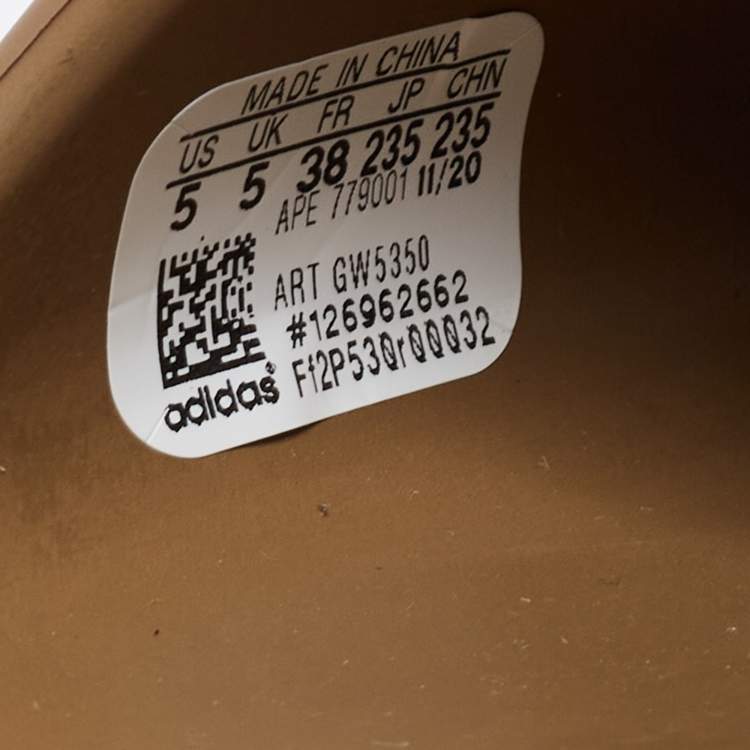 MADE IN CHINA
US UK FR JP CHN
5 5 38 235 235
APE 779001 11/20
ART GW5350
#126962662
Ff2P530r00032
adidas®